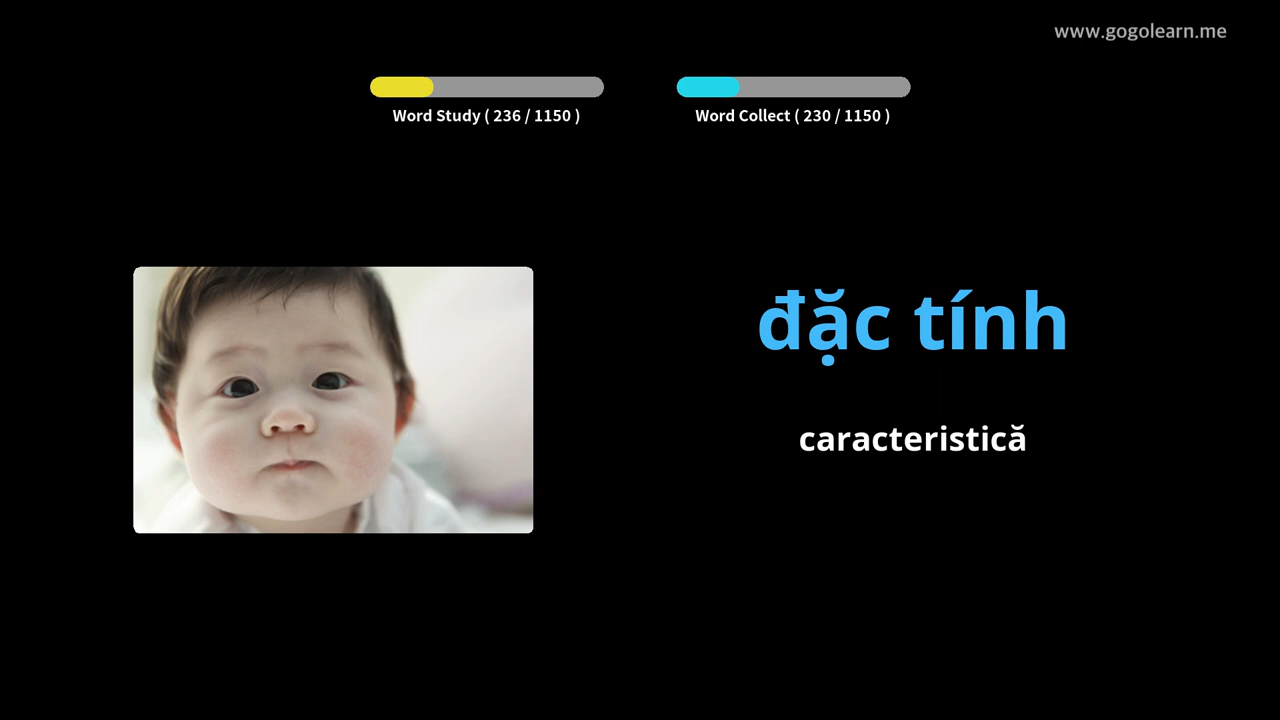 www.gogolearn.me
Word Study ( 236 / 1150 )
Word Collect ( 230 / 1150 )
đặc tính
caracteristică